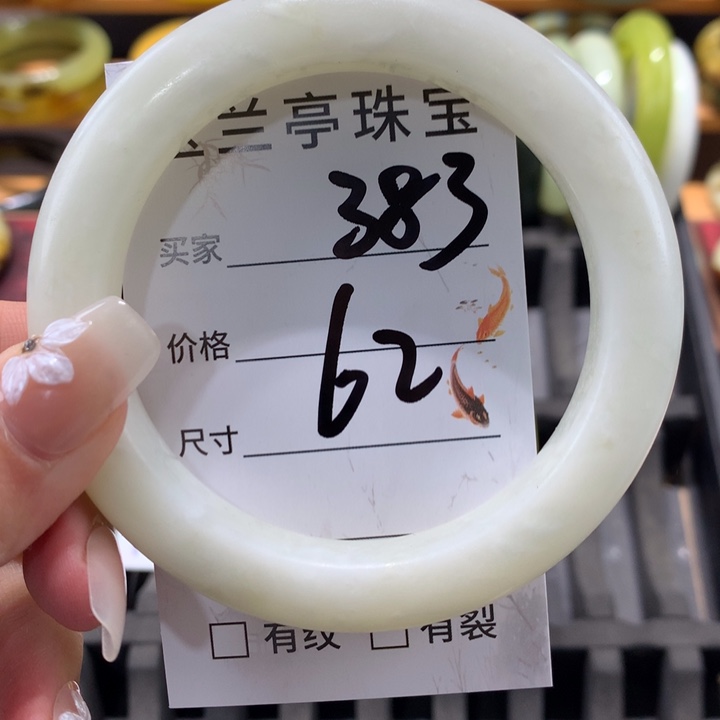 兰亭珠宝
买家 383
价格 62
尺寸
有纹 有裂